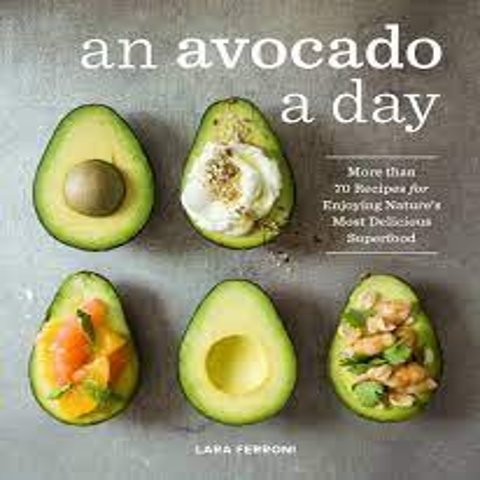 an avocado
a day
More than
70 Recipes for
Enjoying Nature's
Most Delicious
Superfood
LARA FERRONI